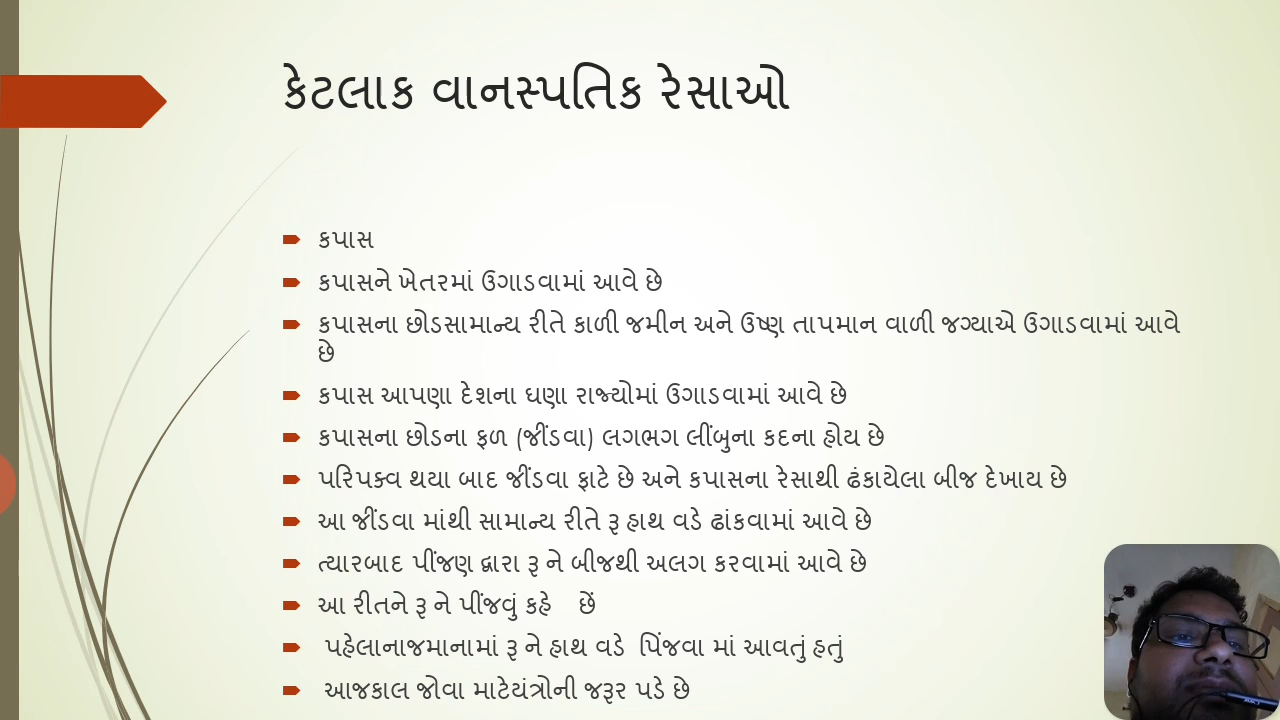 કેટલાક વાનસ્પતિક રેસાઓ
કપાસ
કપાસને ખેતરમાં ઉગાડવામાં આવે છે
કપાસના છોડસામાન્ય રીતે કાળી જમીન અને ઉષ્ણ તાપમાન વાળી જગ્યાએ ઉગાડવામાં આવે
છે
કપાસ આપણા દેશના ઘણા રાજ્યોમાં ઉગાડવામાં આવે છે
કપાસના છોડના ફળ (જીંડવા) લગભગ લીંબુના કદના હોય છે
પરિપક્વ થયા બાદ જીંડવા ફાટે છે અને કપાસના રેસાથી ઢંકાયેલા બીજ દેખાય છે
આ જીંડવા માંથી સામાન્ય રીતે રૂ હાથ વડે ઢાંકવામાં આવે છે
ત્યારબાદ પીંજણ દ્વારા રૂ ને બીજથી અલગ કરવામાં આવે છે
આ રીતને રૂ ને પીંજવું કહે છેં
પહેલાનાજમાનામાં રૂ ને હાથ વડે પિંજવા માં આવતું હતું
આજકાલ જોવા માટેયંત્રોની જરૂર પડે છે